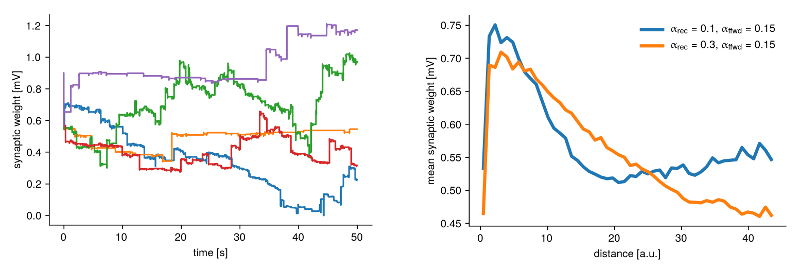 1.2
1.0
0.8
0.6
0.4
0.2
0.0
synaptic weight [mV]
0 10 20 30 40 50
time [s]
0.75
0.70
0.65
0.60
0.55
0.50
0.45
mean synaptic weight [mV]
α_rec = 0.1, α_ffwd = 0.15
α_rec = 0.3, α_ffwd = 0.15
0 10 20 30 40
distance [a.u.]